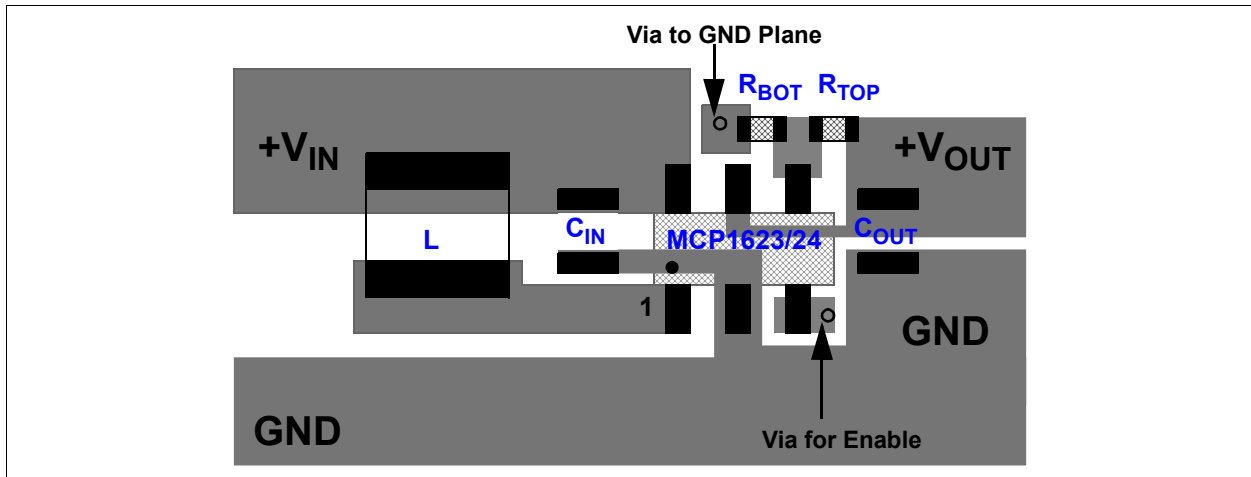 Via to GND Plane
RBOT RTOP
+VIN
+VOUT
L
CIN
MCP1623/24
COUT
1
GND
GND
Via for Enable